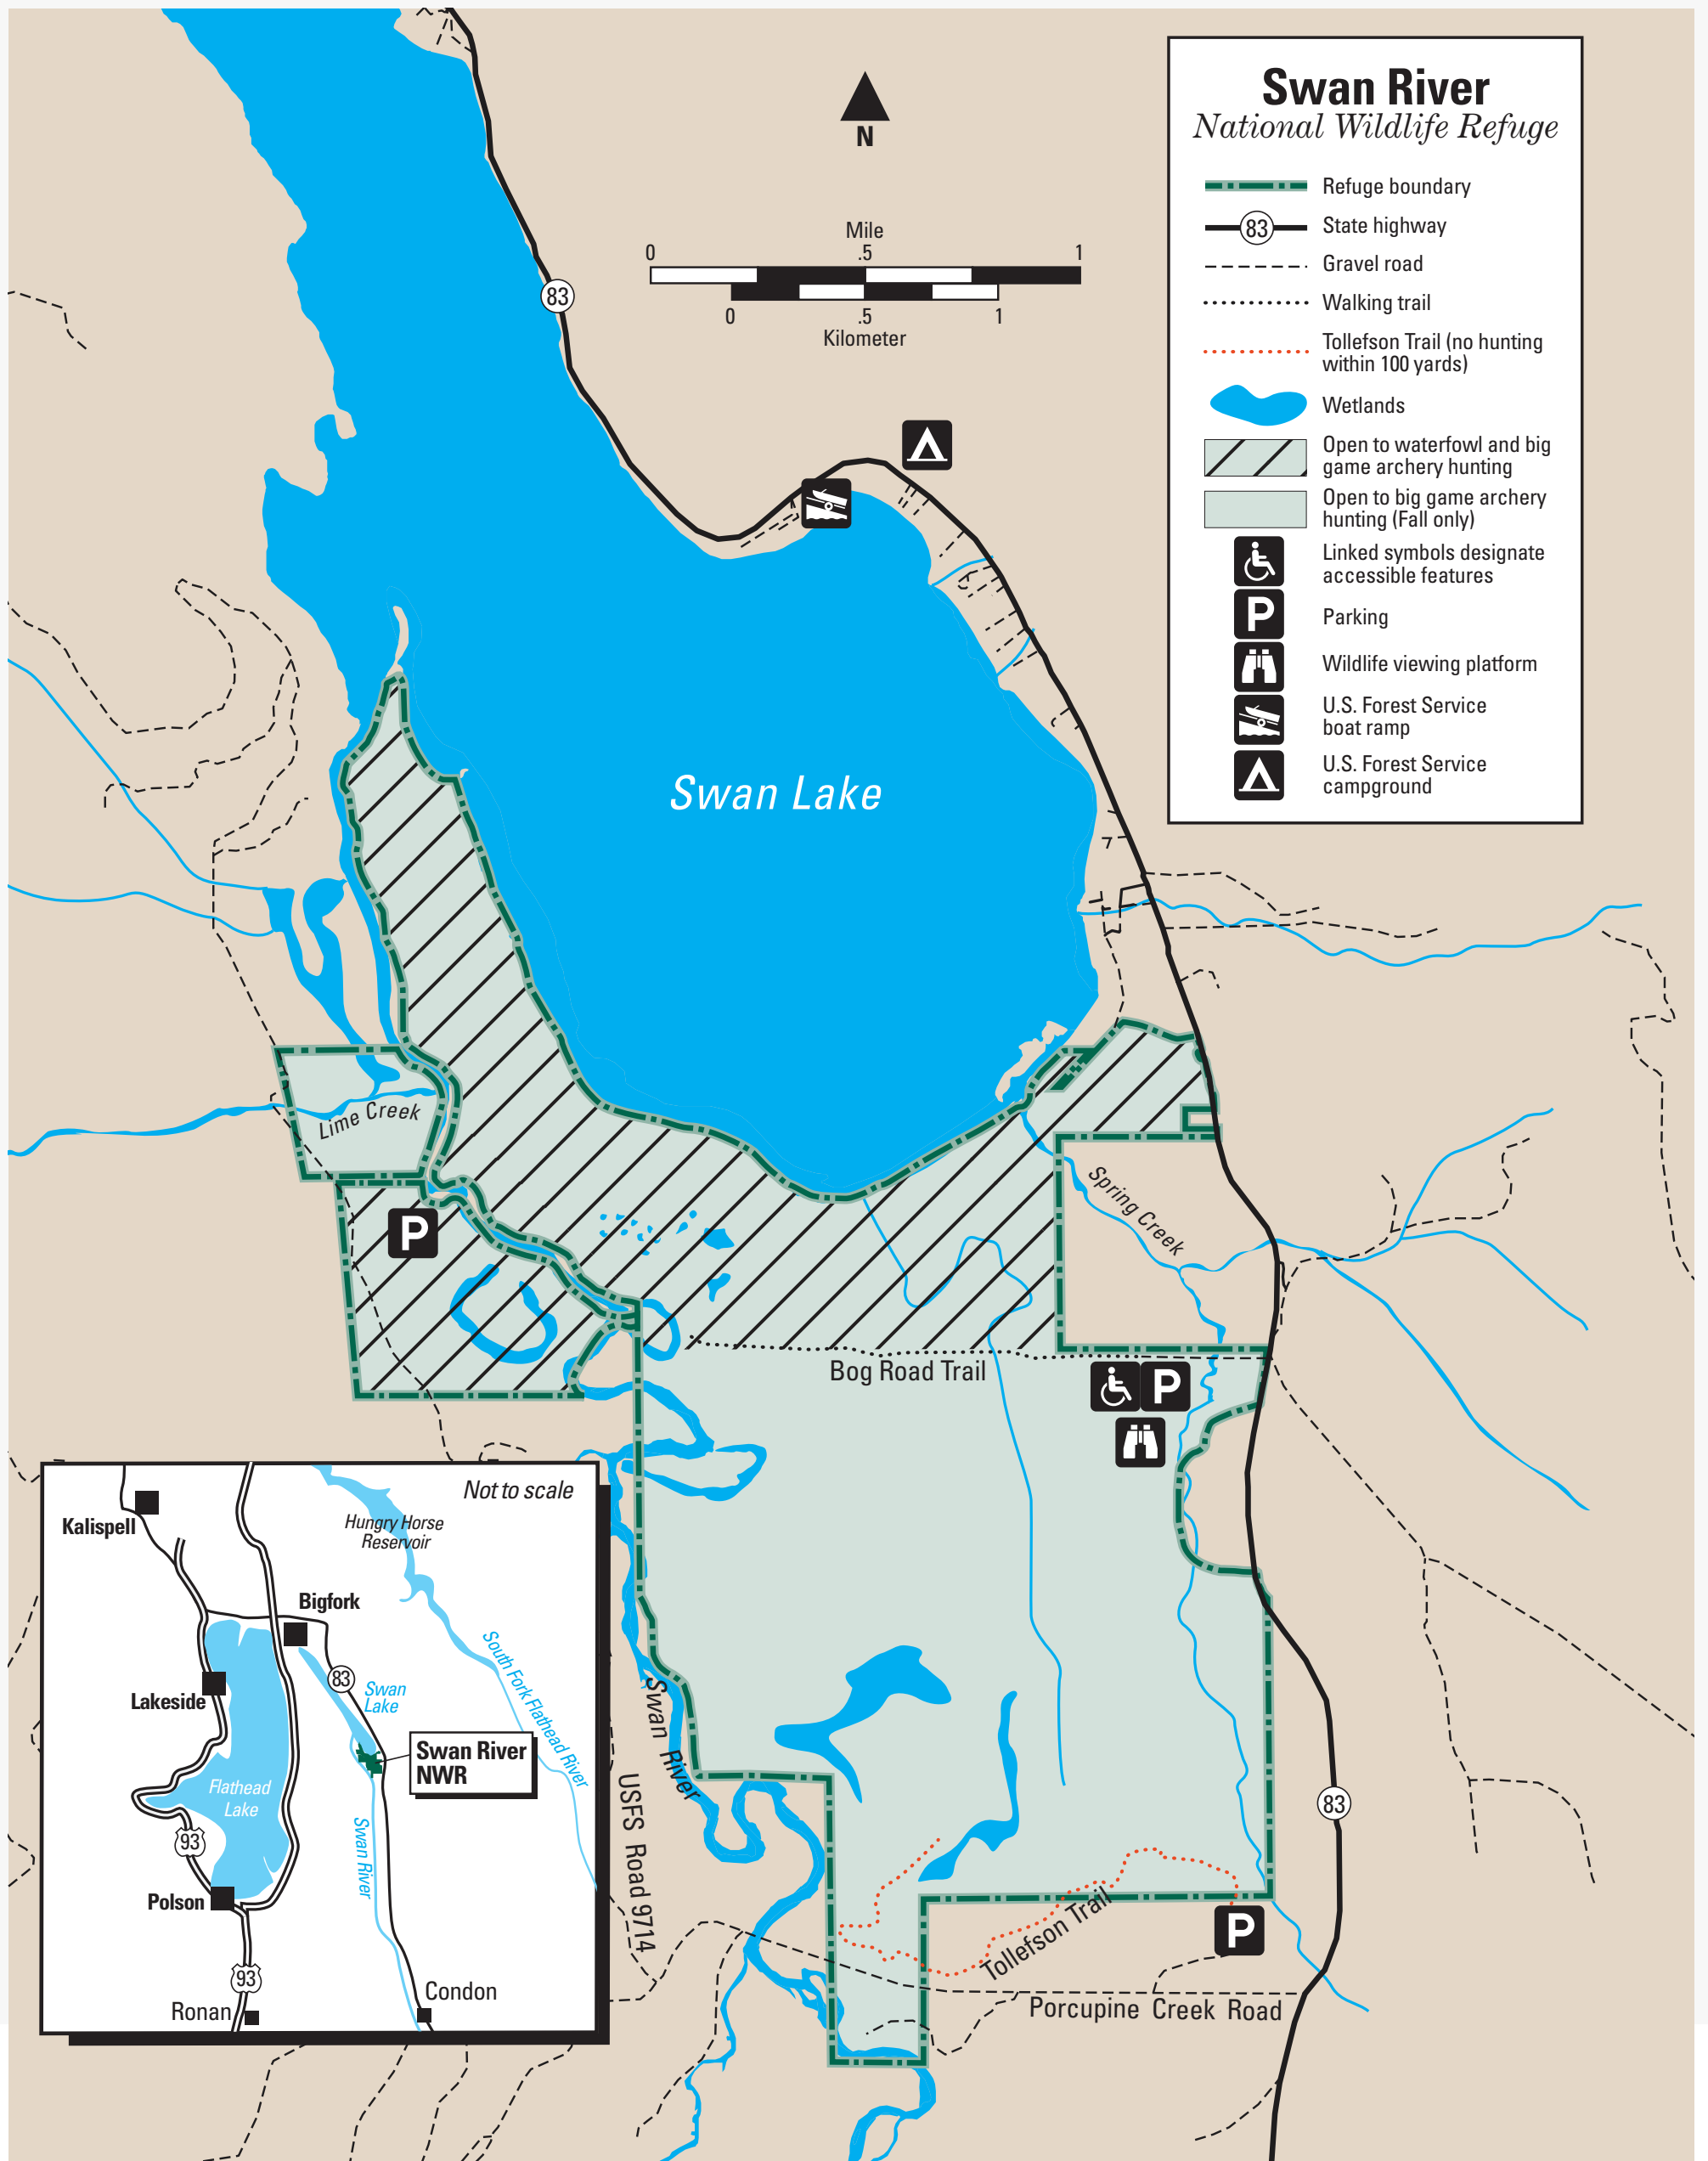 Swan River
National Wildlife Refuge
Refuge boundary
83
State highway
Gravel road
Walking trail
Tollefson Trail (no hunting
within 100 yards)
Wetlands
Open to waterfowl and big
game archery hunting
Open to big game archery
hunting (Fall only)
Linked symbols designate
accessible features
P
Parking
Wildlife viewing platform
U.S. Forest Service
boat ramp
U.S. Forest Service
campground
N
Mile
0 .5 1
0 .5 1
Kilometer
83
Swan Lake
Lime Creek
Spring Creek
P
Bog Road Trail
P
Swan River
USFS Road 9714
83
Tollefson Trail
P
Porcupine Creek Road
Not to scale
Kalispell
Hungry Horse
Reservoir
Bigfork
South Fork Flathead River
83
Swan
Lake
Lakeside
Swan River
NWR
Flathead
Lake
93
Swan River
Polson
93
Condon
Ronan